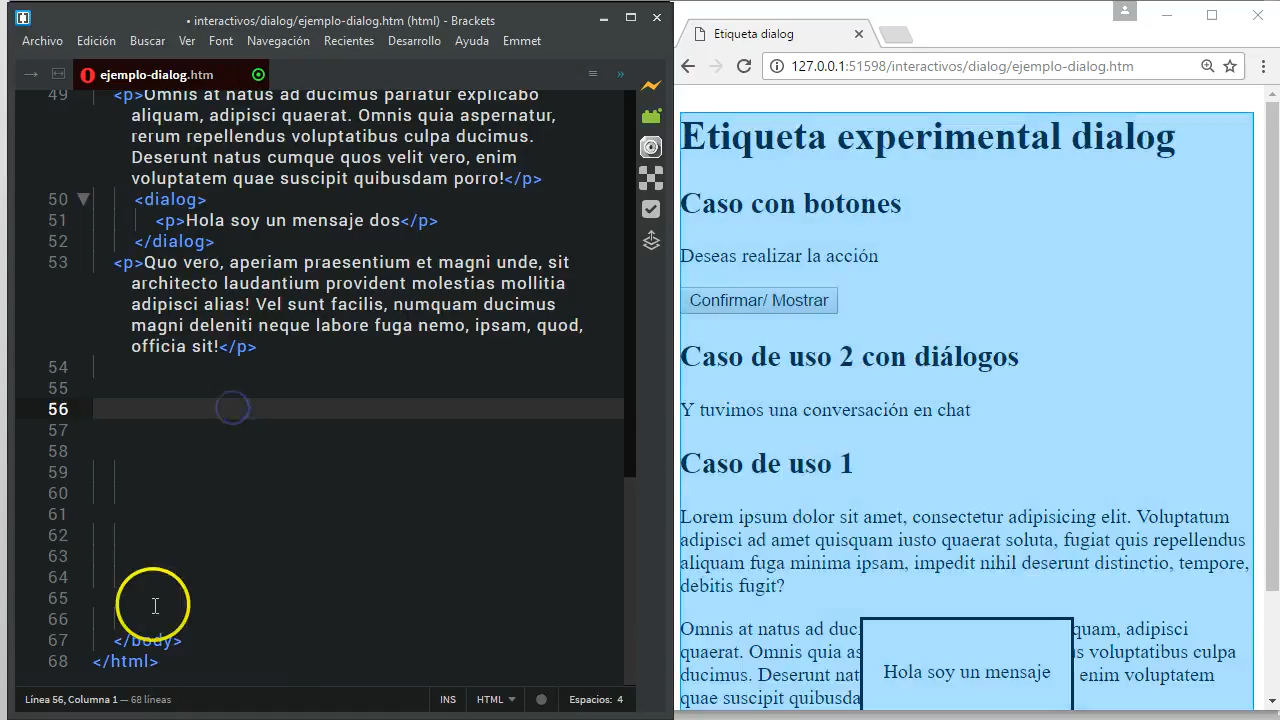 • interactivos/dialog/ejemplo-dialog.htm (html) - Brackets
Archivo Edición Buscar Ver Font Navegación Recientes Desarrollo Ayuda Emmet
ejemplo-dialog.htm
49 <p>Omnis at natus ad ducimus pariatur explicabo
aliquam, adipisci quaerat. Omnis quia aspernatur,
rerum repellendus voluptatibus culpa ducimus.
Deserunt natus cumque quos velit vero, enim
voluptatem quae suscipit quibusdam porro!</p>
50 <dialog>
51 <p>Hola soy un mensaje dos</p>
52 </dialog>
53 <p>Quo vero, aperiam praesentium et magni unde, sit
architecto laudantium provident molestias mollitia
adipisci alias! Vel sunt facilis, numquam ducimus
magni deleniti neque labore fuga nemo, ipsam, quod,
officia sit!</p>
54
55
56
57
58
59
60
61
62
63
64
65
66
67 </body>
68 </html>
Línea 56, Columna 1 — 68 líneas INS HTML Espacios: 4
Etiqueta dialog
127.0.0.1:51598/interactivos/dialog/ejemplo-dialog.htm
Etiqueta experimental dialog
Caso con botones
Deseas realizar la acción
Confirmar/ Mostrar
Caso de uso 2 con diálogos
Y tuvimos una conversación en chat
Caso de uso 1
Lorem ipsum dolor sit amet, consectetur adipisicing elit. Voluptatum
adipisci ad amet quisquam iusto quaerat soluta, fugiat quis repellendus
aliquam fuga minima ipsam, impedit nihil deserunt distinctio, tempore,
debitis fugit?
Omnis at natus ad duci quam, adipisci
quaerat. Omnis quia as s voluptatibus culpa
ducimus. Deserunt nat Hola soy un mensaje enim voluptatem
quae suscipit quibusda